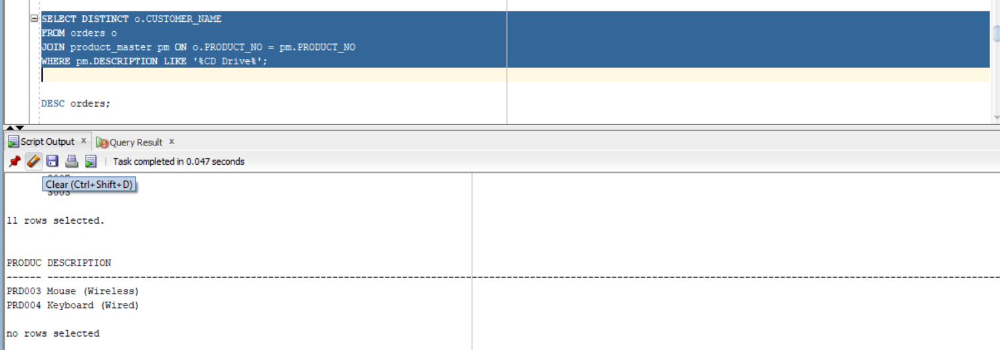 SELECT DISTINCT o.CUSTOMER_NAME
FROM orders o
JOIN product_master pm ON o.PRODUCT_NO = pm.PRODUCT_NO
WHERE pm.DESCRIPTION LIKE '%CD Drive%';
DESC orders;
Script Output x Query Result x
Task completed in 0.047 seconds
Clear (Ctrl+Shift+D)
11 rows selected.
PRODUC DESCRIPTION
------ ----------------------------------------------------------------------------------------------------
PRD003 Mouse (Wireless)
PRD004 Keyboard (Wired)
no rows selected